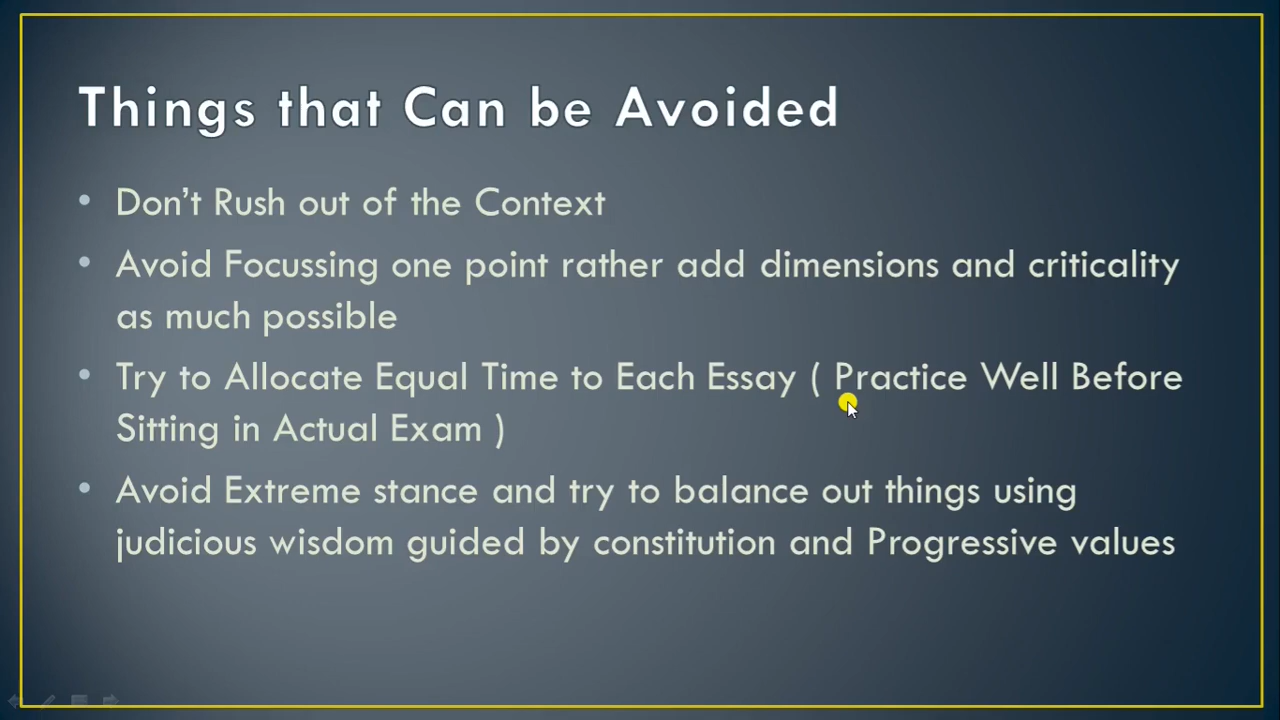 Things that Can be Avoided
• Don’t Rush out of the Context
• Avoid Focussing one point rather add dimensions and criticality
as much possible
• Try to Allocate Equal Time to Each Essay ( Practice Well Before
Sitting in Actual Exam )
• Avoid Extreme stance and try to balance out things using
judicious wisdom guided by constitution and Progressive values